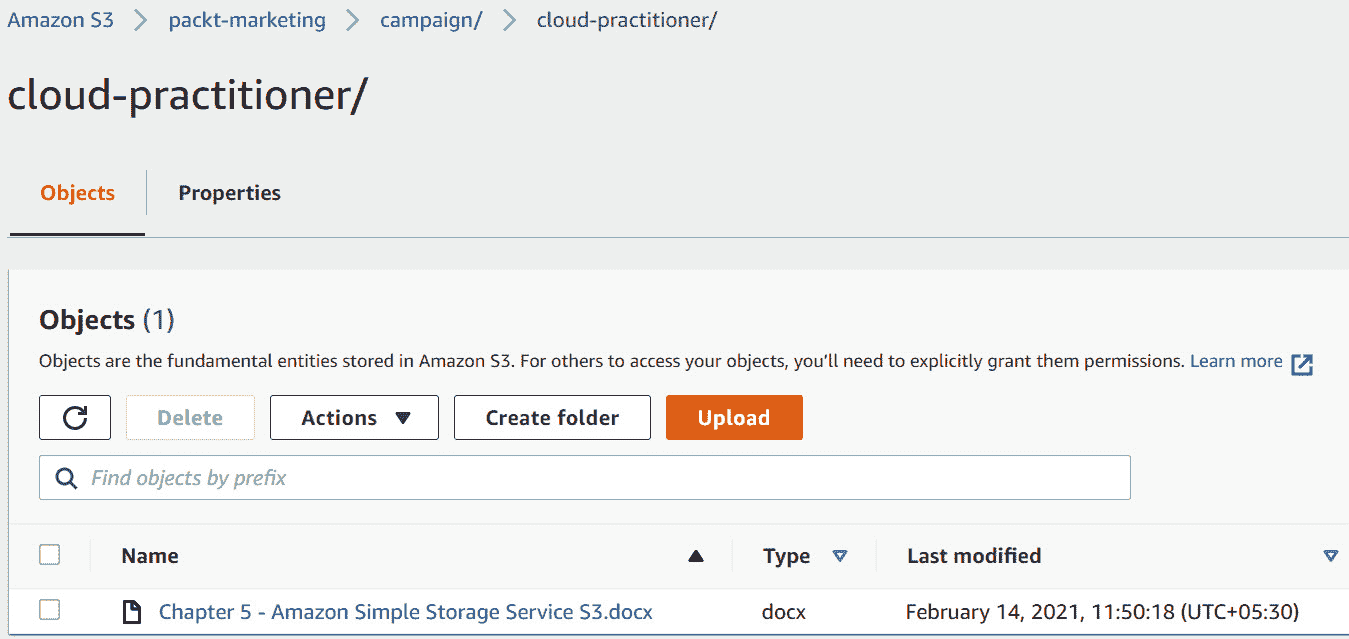 Amazon S3 > packt-marketing > campaign/ > cloud-practitioner/
cloud-practitioner/
Objects Properties
Objects (1)
Objects are the fundamental entities stored in Amazon S3. For others to access your objects, you’ll need to explicitly grant them permissions. Learn more
Delete Actions Create folder Upload
Find objects by prefix
Name Type Last modified
Chapter 5 - Amazon Simple Storage Service S3.docx docx February 14, 2021, 11:50:18 (UTC+05:30)